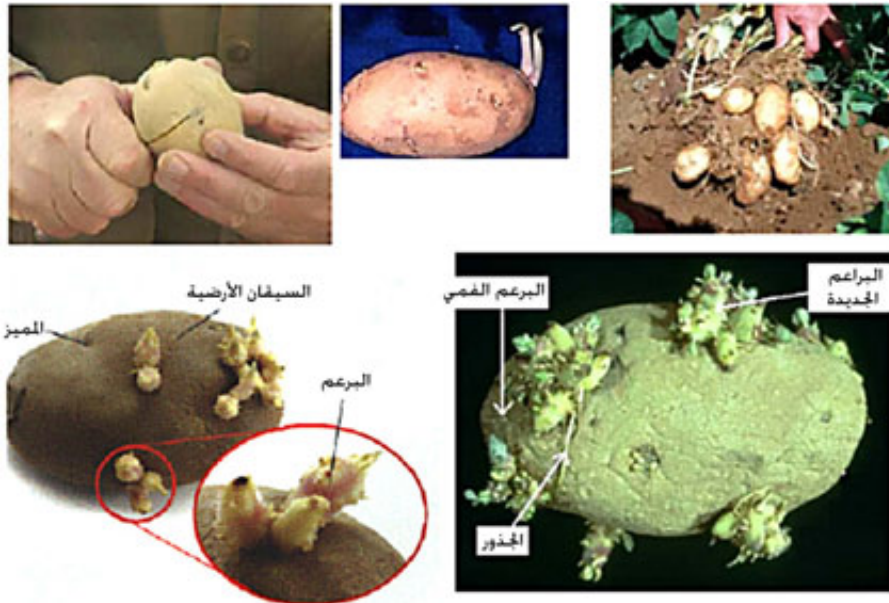 السيقان الأرضية
المميز
البرعم
البرعم القمي
البراعم
الجديدة
الجذور